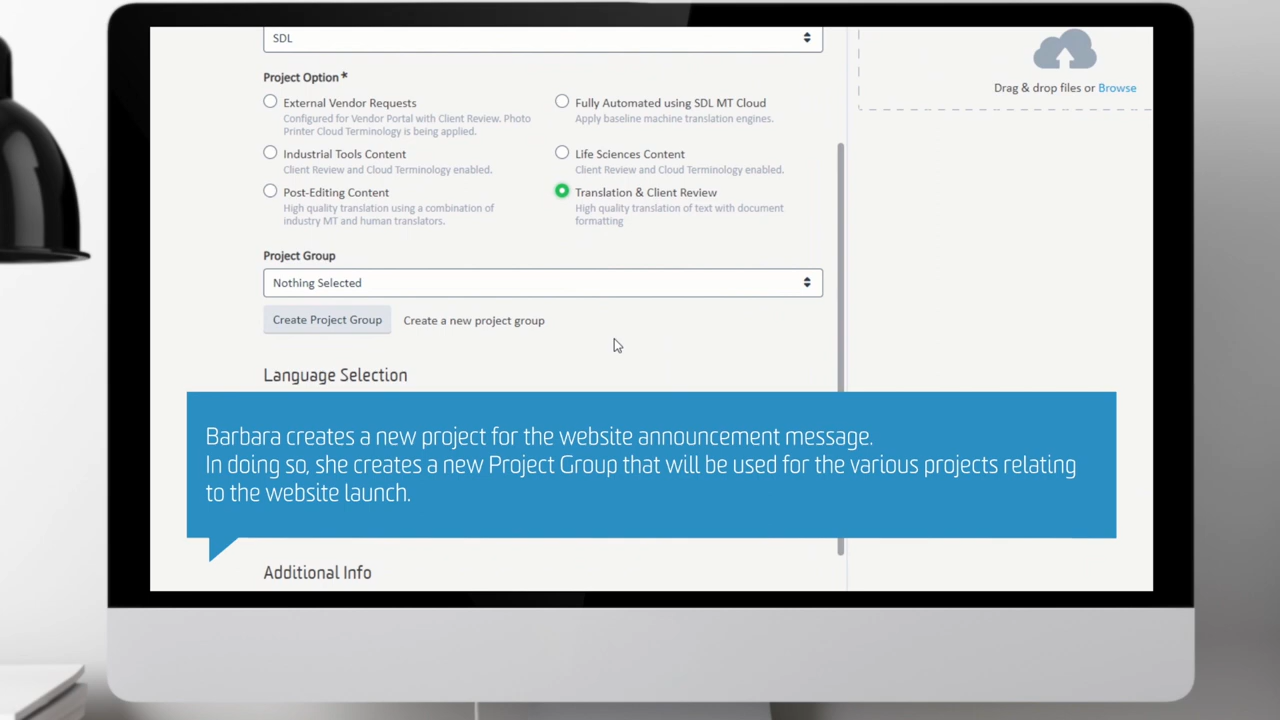 SDL
Project Option *
External Vendor Requests
Configured for Vendor Portal with Client Review. Photo
Printer Cloud Terminology is being applied.
Fully Automated using SDL MT Cloud
Apply baseline machine translation engines.
Industrial Tools Content
Client Review and Cloud Terminology enabled.
Life Sciences Content
Client Review and Cloud Terminology enabled.
Post-Editing Content
High quality translation using a combination of
industry MT and human translators.
Translation & Client Review
High quality translation of text with document
formatting
Drag & drop files or Browse
Project Group
Nothing Selected
Create Project Group
Create a new project group
Language Selection
Barbara creates a new project for the website announcement message.
In doing so, she creates a new Project Group that will be used for the various projects relating
to the website launch.
Additional Info